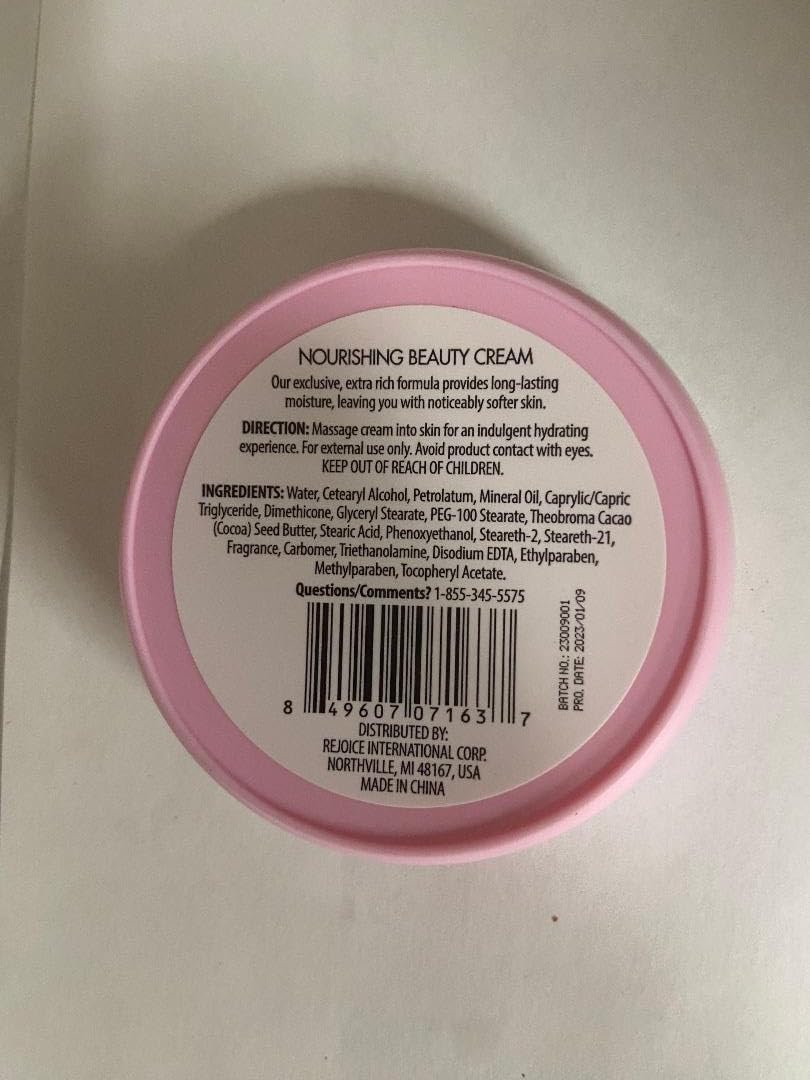 NOURISHING BEAUTY CREAM
Our exclusive, extra rich formula provides long-lasting
moisture, leaving you with noticeably softer skin.
DIRECTION: Massage cream into skin for an indulgent hydrating
experience. For external use only. Avoid product contact with eyes.
KEEP OUT OF REACH OF CHILDREN.
INGREDIENTS: Water, Cetearyl Alcohol, Petrolatum, Mineral Oil, Caprylic/Capric
Triglyceride, Dimethicone, Glyceryl Stearate, PEG-100 Stearate, Theobroma Cacao
(Cocoa) Seed Butter, Stearic Acid, Phenoxyethanol, Steareth-2, Steareth-21,
Fragrance, Carbomer, Triethanolamine, Disodium EDTA, Ethylparaben,
Methylparaben, Tocopheryl Acetate.
Questions/Comments? 1-855-345-5575
8 49607 07163 7
BATCH NO.: 23009001
PRO. DATE: 2023/01/09
DISTRIBUTED BY:
REJOICE INTERNATIONAL CORP.
NORTHVILLE, MI 48167, USA
MADE IN CHINA